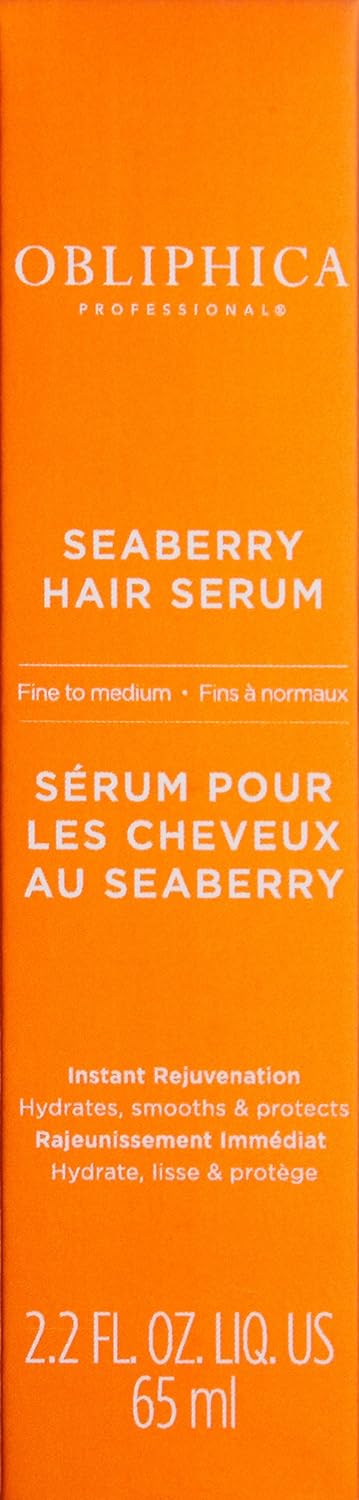 OBLIPHICA
PROFESSIONAL®
SEABERRY
HAIR SERUM
Fine to medium • Fins à normaux
SÉRUM POUR
LES CHEVEUX
AU SEABERRY
Instant Rejuvenation
Hydrates, smooths & protects
Rajeunissement Immédiat
Hydrate, lisse & protège
2.2 FL. OZ. LIQ. US
65 ml